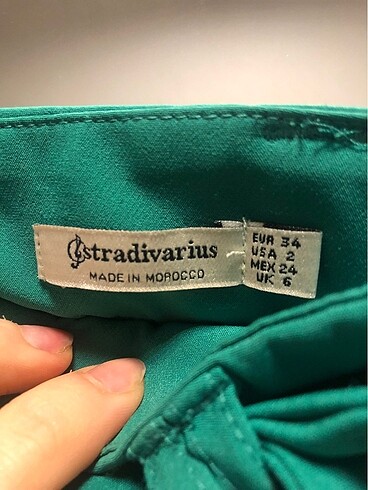 Stradivarius
MADE IN MOROCCO
EUR 34
USA 2
MEX 24
UK 6